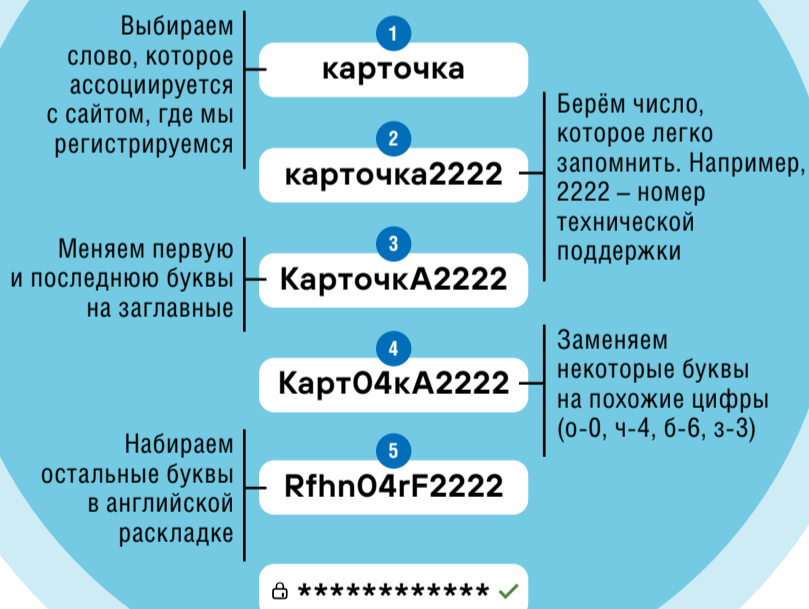 Выбираем
слово, которое
ассоциируется
с сайтом, где мы
регистрируемся
1
карточка
2
карточка2222
Берём число,
которое легко
запомнить. Например,
2222 – номер
технической
поддержки
Меняем первую
и последнюю буквы
на заглавные
3
КарточкА2222
4
Карт04кА2222
Заменяем
некоторые буквы
на похожие цифры
(о-0, ч-4, б-6, з-3)
Набираем
остальные буквы
в английской
раскладке
5
Rfhn04rF2222
************